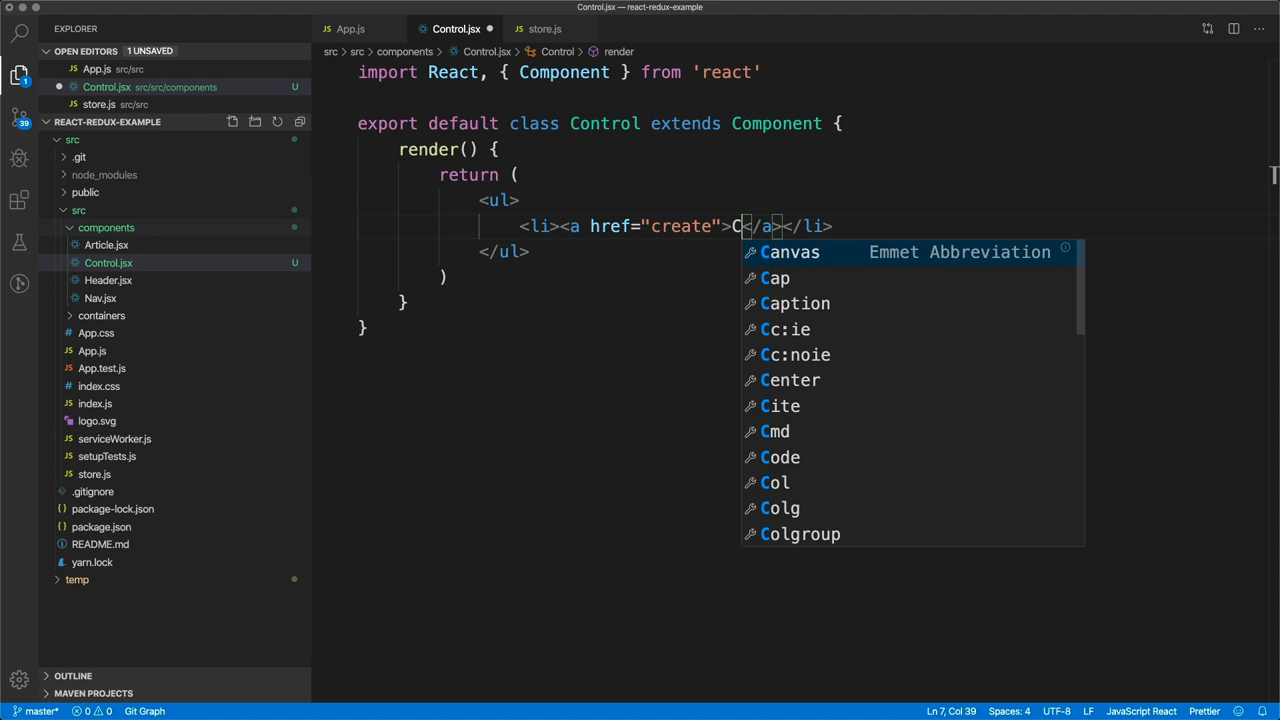 Control.jsx — react-redux-example
EXPLORER
OPEN EDITORS 1 UNSAVED
App.js src/src
Control.jsx src/src/components U
store.js src/src
REACT-REDUX-EXAMPLE
src
.git
node_modules
public
src
components
Article.jsx
Control.jsx U
Header.jsx
Nav.jsx
containers
App.css
App.js
App.test.js
index.css
index.js
logo.svg
serviceWorker.js
setupTests.js
store.js
.gitignore
package-lock.json
package.json
README.md
yarn.lock
temp
OUTLINE
MAVEN PROJECTS
1
39
JS App.js Control.jsx JS store.js
src › src › components › Control.jsx › Control › render
import React, { Component } from 'react'
export default class Control extends Component {
render() {
return (
<ul>
<li><a href="create">C</a></li>
</ul>
)
}
}
Canvas Emmet Abbreviation
Cap
Caption
Cc:ie
Cc:noie
Center
Cite
Cmd
Code
Col
Colg
Colgroup
master* 0 0 Git Graph Ln 7, Col 39 Spaces: 4 UTF-8 LF JavaScript React Prettier